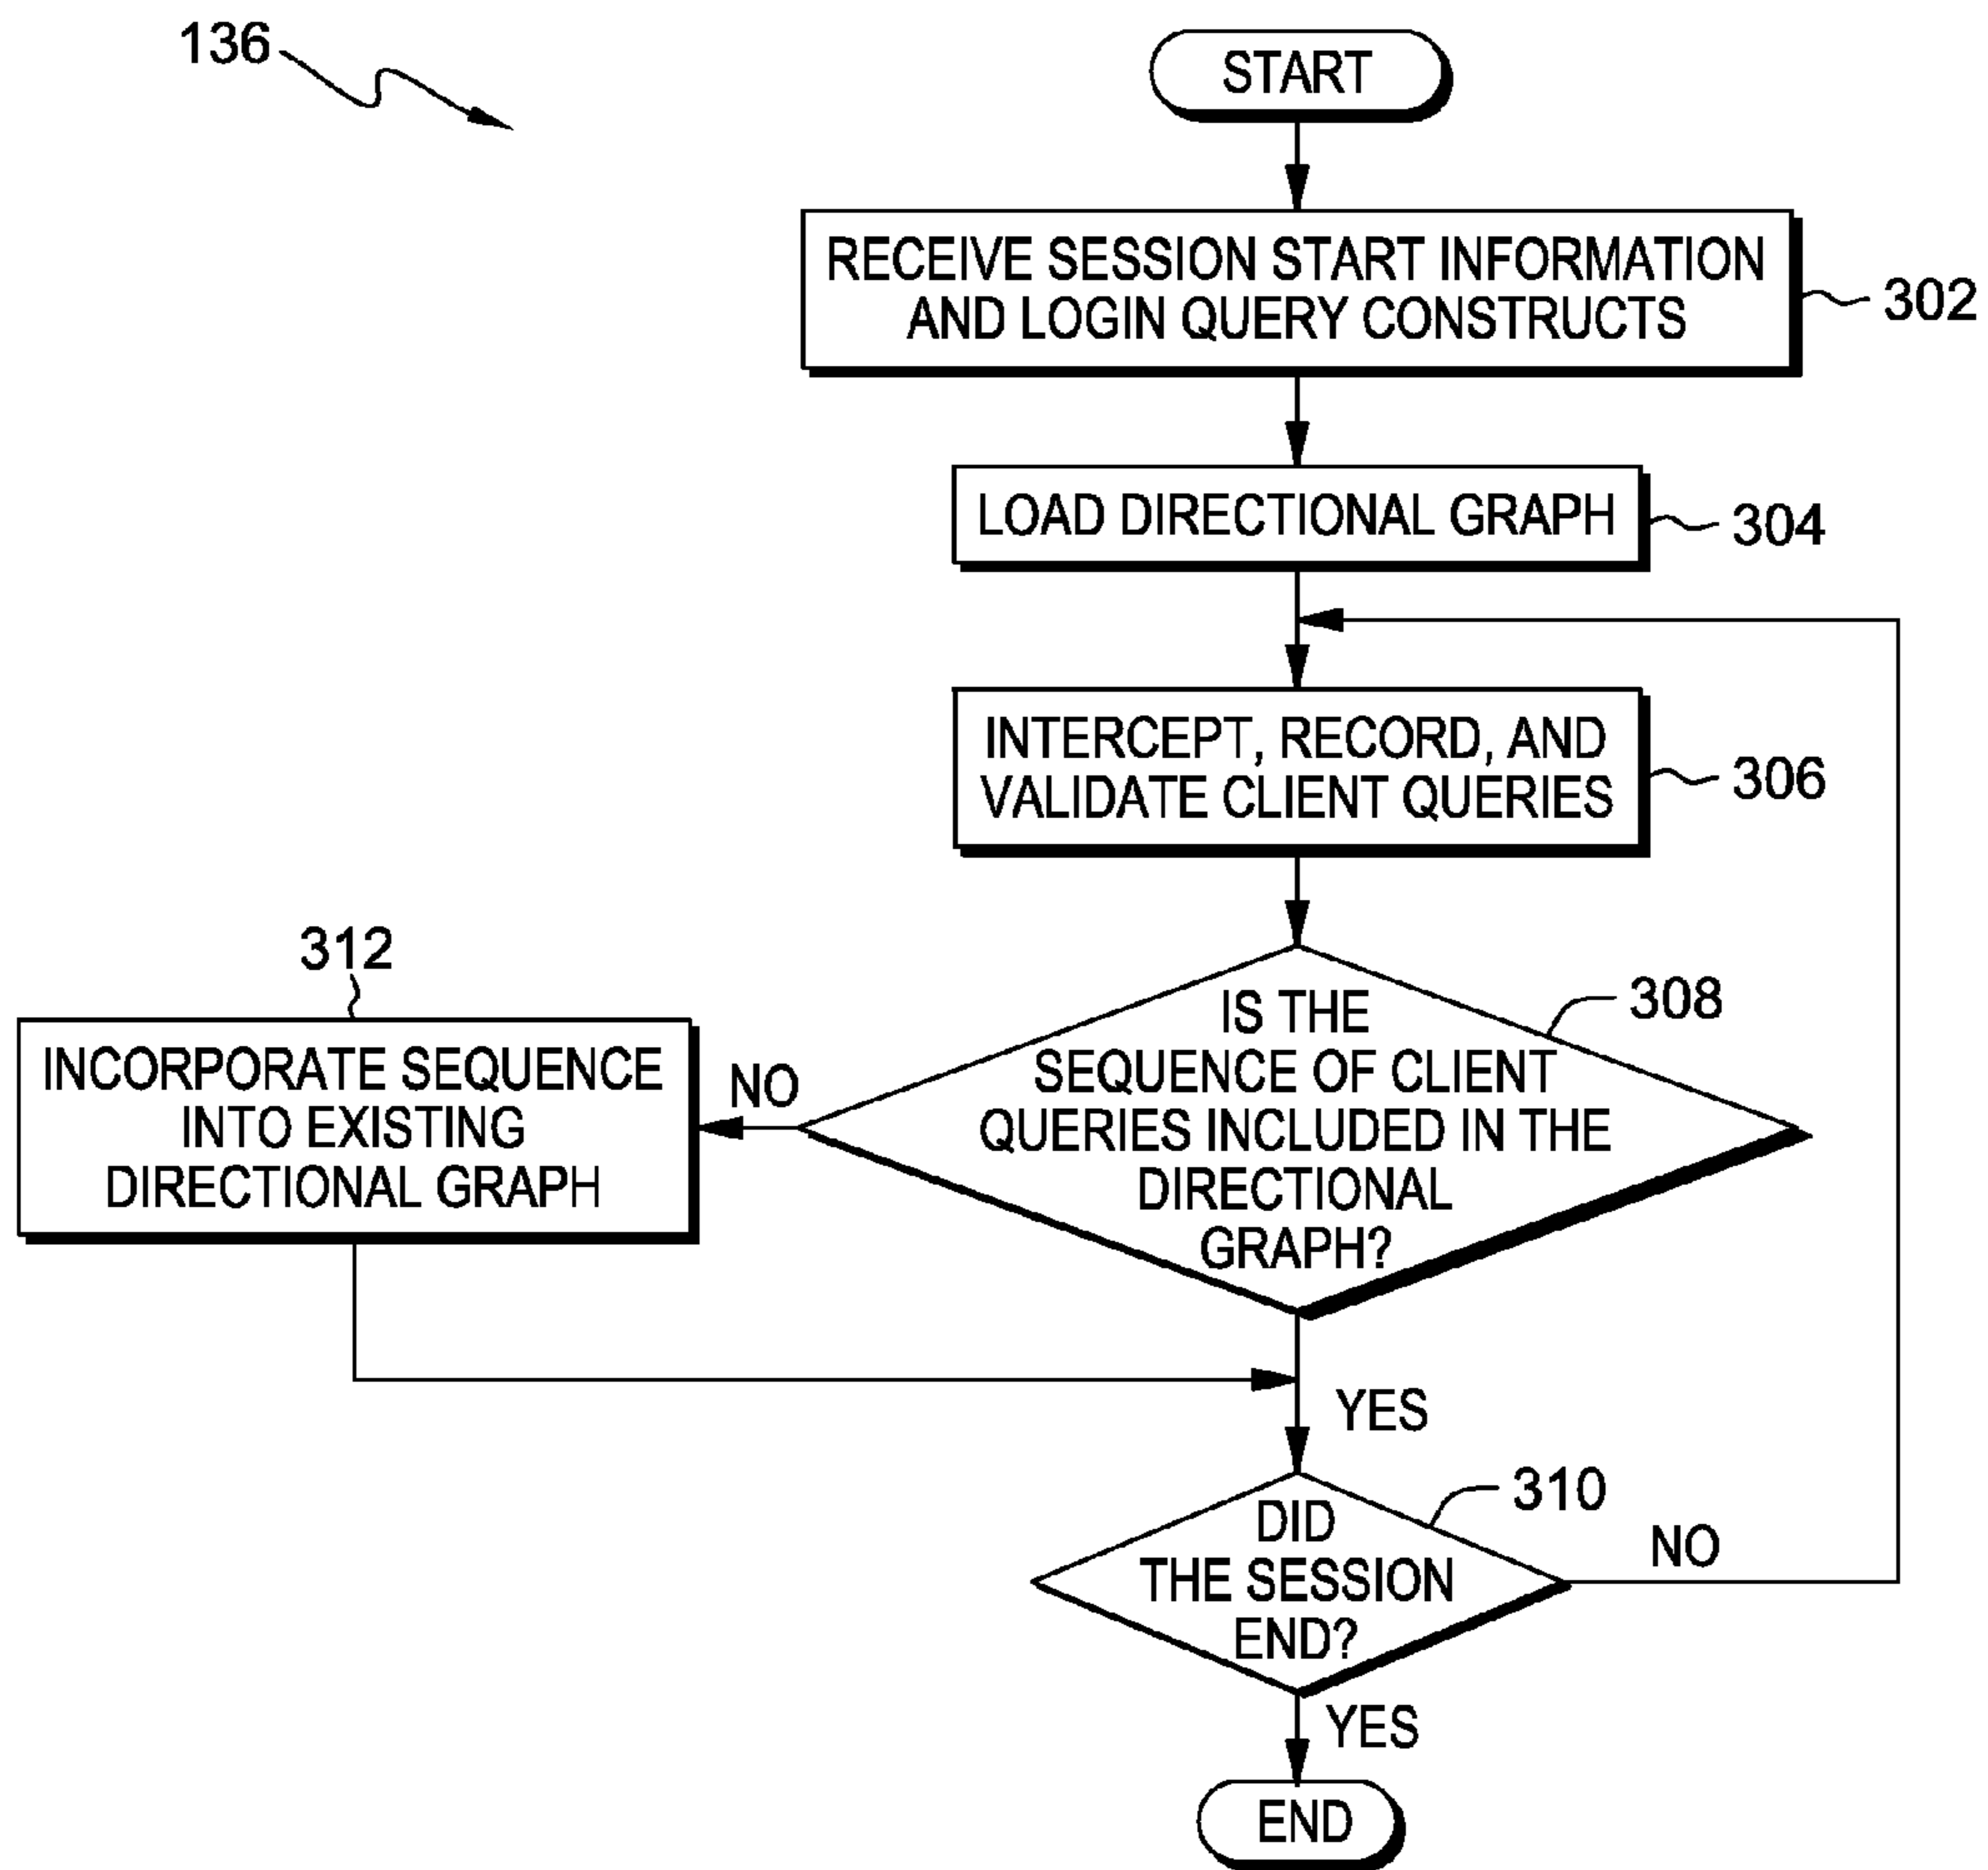 136
START
RECEIVE SESSION START INFORMATION
AND LOGIN QUERY CONSTRUCTS
302
LOAD DIRECTIONAL GRAPH
304
INTERCEPT, RECORD, AND
VALIDATE CLIENT QUERIES
306
IS THE
SEQUENCE OF CLIENT
QUERIES INCLUDED IN THE
DIRECTIONAL
GRAPH?
308
NO
312
INCORPORATE SEQUENCE
INTO EXISTING
DIRECTIONAL GRAPH
YES
DID
THE SESSION
END?
310
NO
YES
END